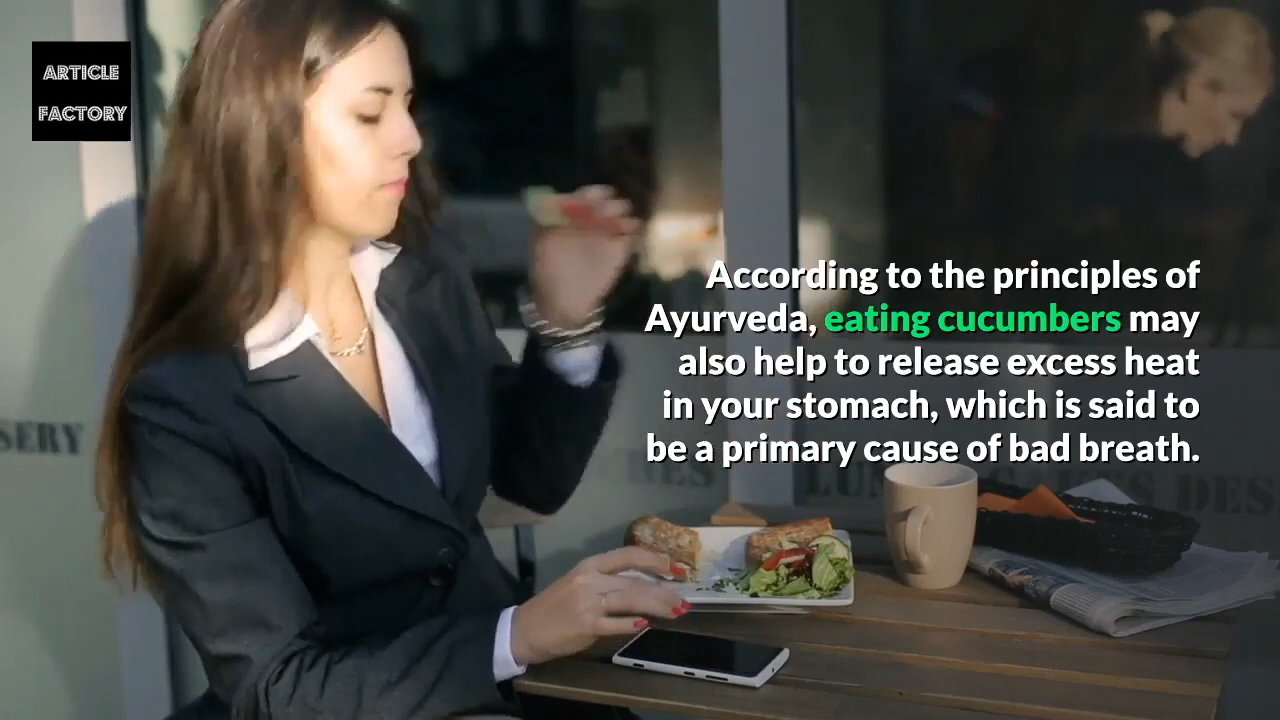 ARTICLE
FACTORY
According to the principles of
Ayurveda, eating cucumbers may
also help to release excess heat
in your stomach, which is said to
be a primary cause of bad breath.
SERY